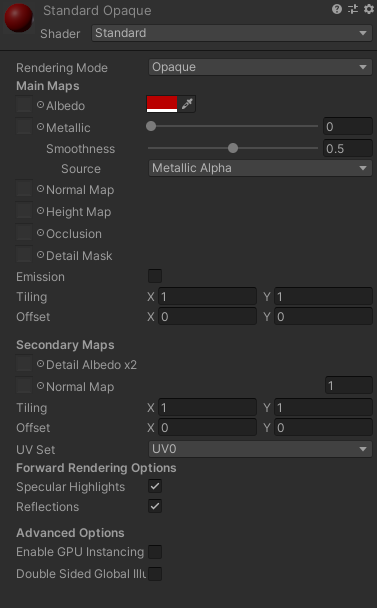 Standard Opaque
Shader Standard
Rendering Mode Opaque
Main Maps
Albedo
Metallic 0
Smoothness 0.5
Source Metallic Alpha
Normal Map
Height Map
Occlusion
Detail Mask
Emission
Tiling X 1 Y 1
Offset X 0 Y 0
Secondary Maps
Detail Albedo x2
Normal Map 1
Tiling X 1 Y 1
Offset X 0 Y 0
UV Set UV0
Forward Rendering Options
Specular Highlights
Reflections
Advanced Options
Enable GPU Instancing
Double Sided Global Illu